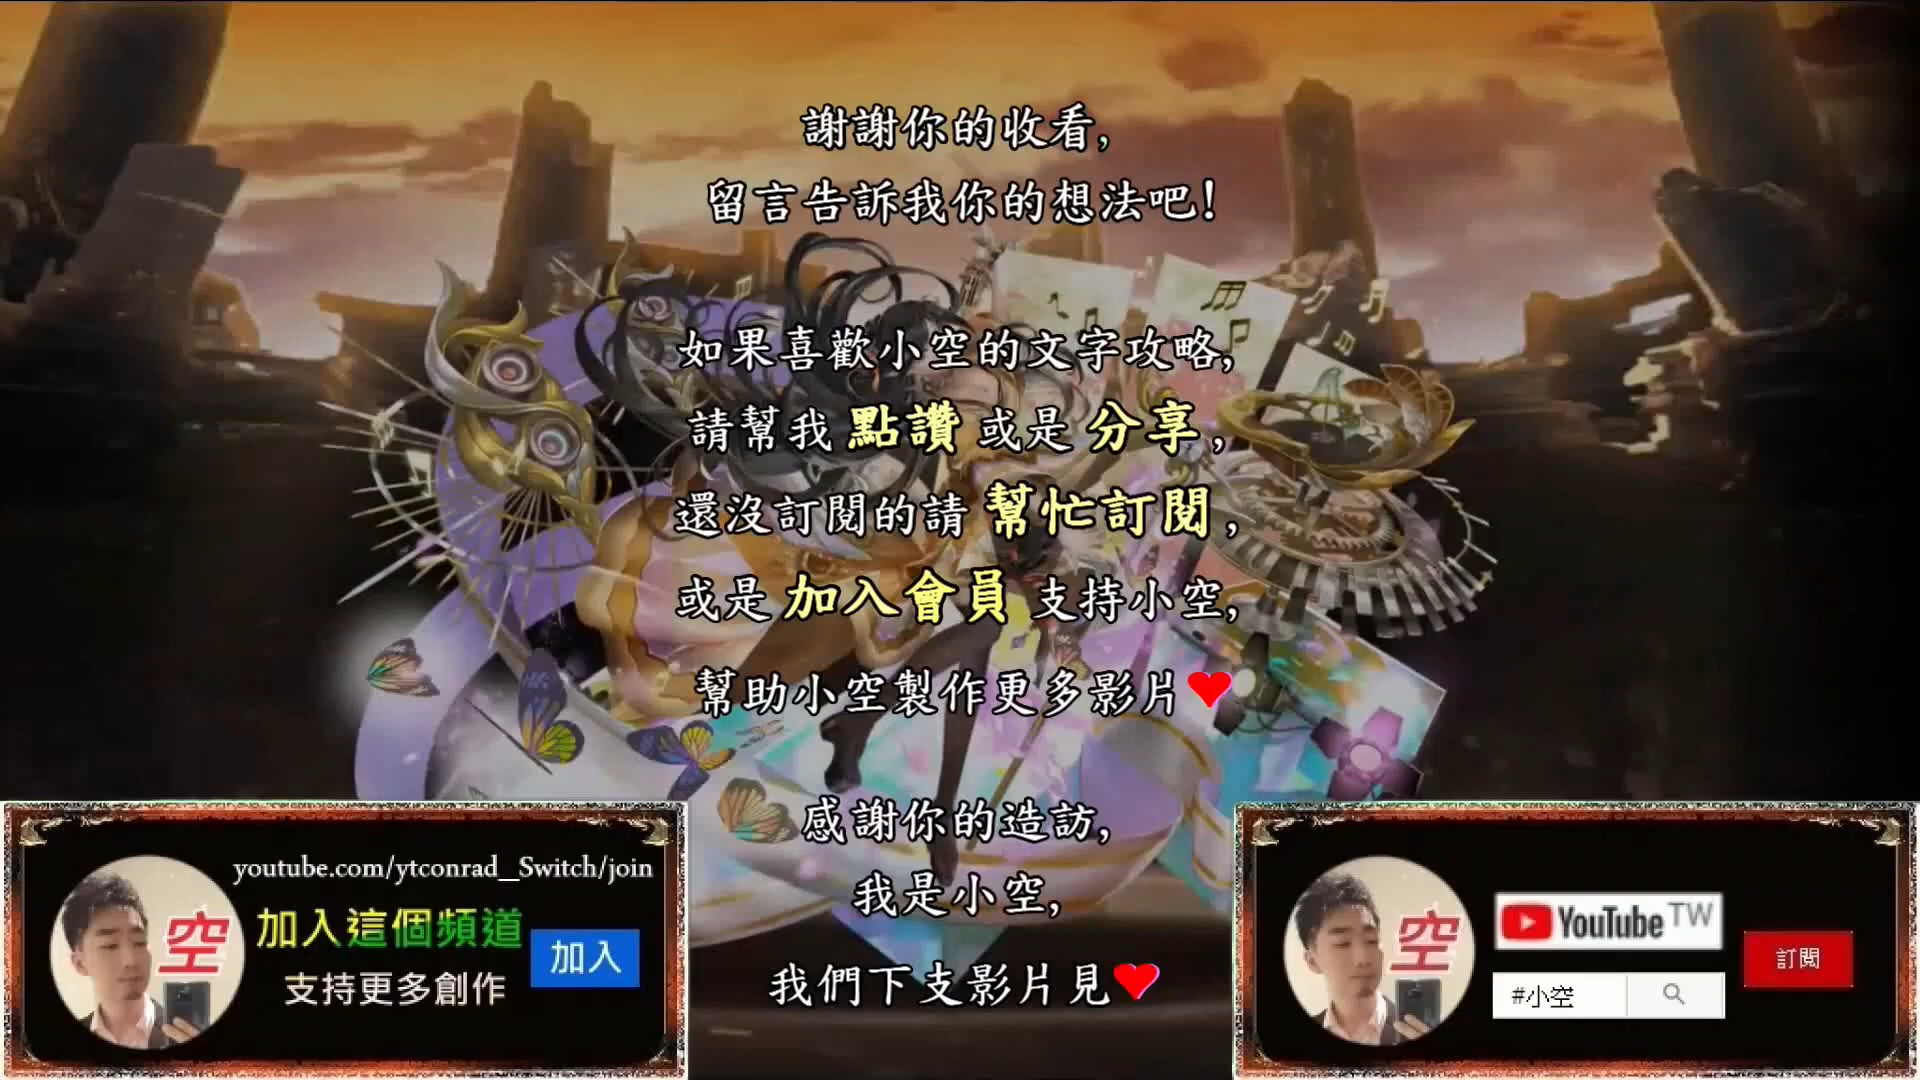 謝謝你的收看,
留言告訴我你的想法吧!
如果喜歡小空的文字攻略,
請幫我 點讚 或是 分享,
還沒訂閱的請 幫忙訂閱,
或是 加入會員 支持小空,
幫助小空製作更多影片
感謝你的造訪,
我是小空,
我們下支影片見
youtube.com/ytconrad_Switch/join
空
加入這個頻道
支持更多創作
加入
空
YouTube TW
#小空
訂閱